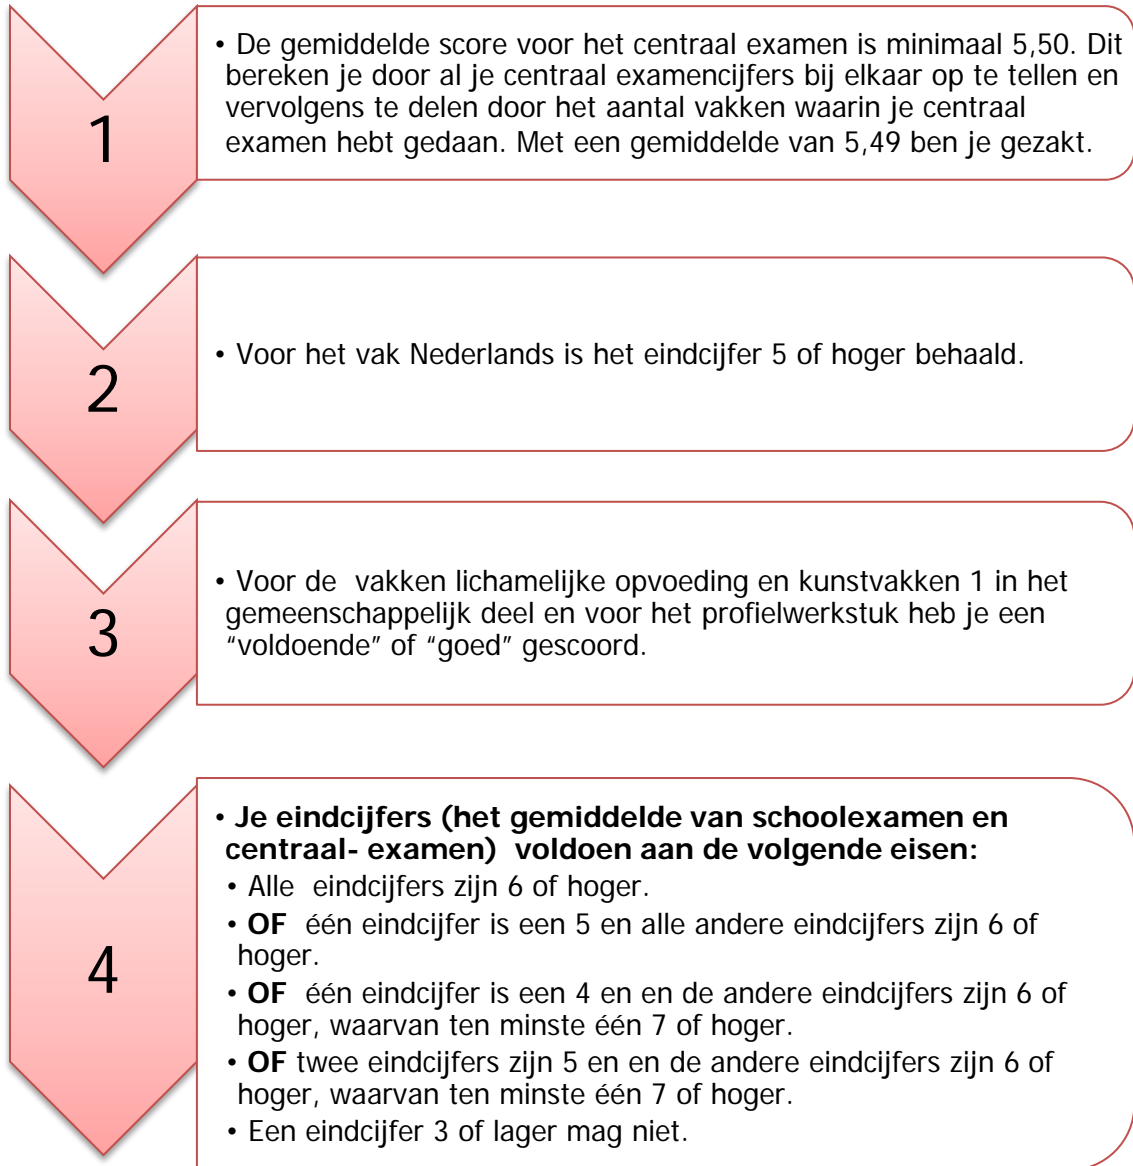 1
• De gemiddelde score voor het centraal examen is minimaal 5,50. Dit
bereken je door al je centraal examencijfers bij elkaar op te tellen en
vervolgens te delen door het aantal vakken waarin je centraal
examen hebt gedaan. Met een gemiddelde van 5,49 ben je gezakt.
2
• Voor het vak Nederlands is het eindcijfer 5 of hoger behaald.
3
• Voor de vakken lichamelijke opvoeding en kunstvakken 1 in het
gemeenschappelijk deel en voor het profielwerkstuk heb je een
“voldoende” of “goed” gescoord.
4
• Je eindcijfers (het gemiddelde van schoolexamen en
centraal- examen) voldoen aan de volgende eisen:
• Alle eindcijfers zijn 6 of hoger.
• OF één eindcijfer is een 5 en alle andere eindcijfers zijn 6 of
hoger.
• OF één eindcijfer is een 4 en en de andere eindcijfers zijn 6 of
hoger, waarvan ten minste één 7 of hoger.
• OF twee eindcijfers zijn 5 en en de andere eindcijfers zijn 6 of
hoger, waarvan ten minste één 7 of hoger.
• Een eindcijfer 3 of lager mag niet.